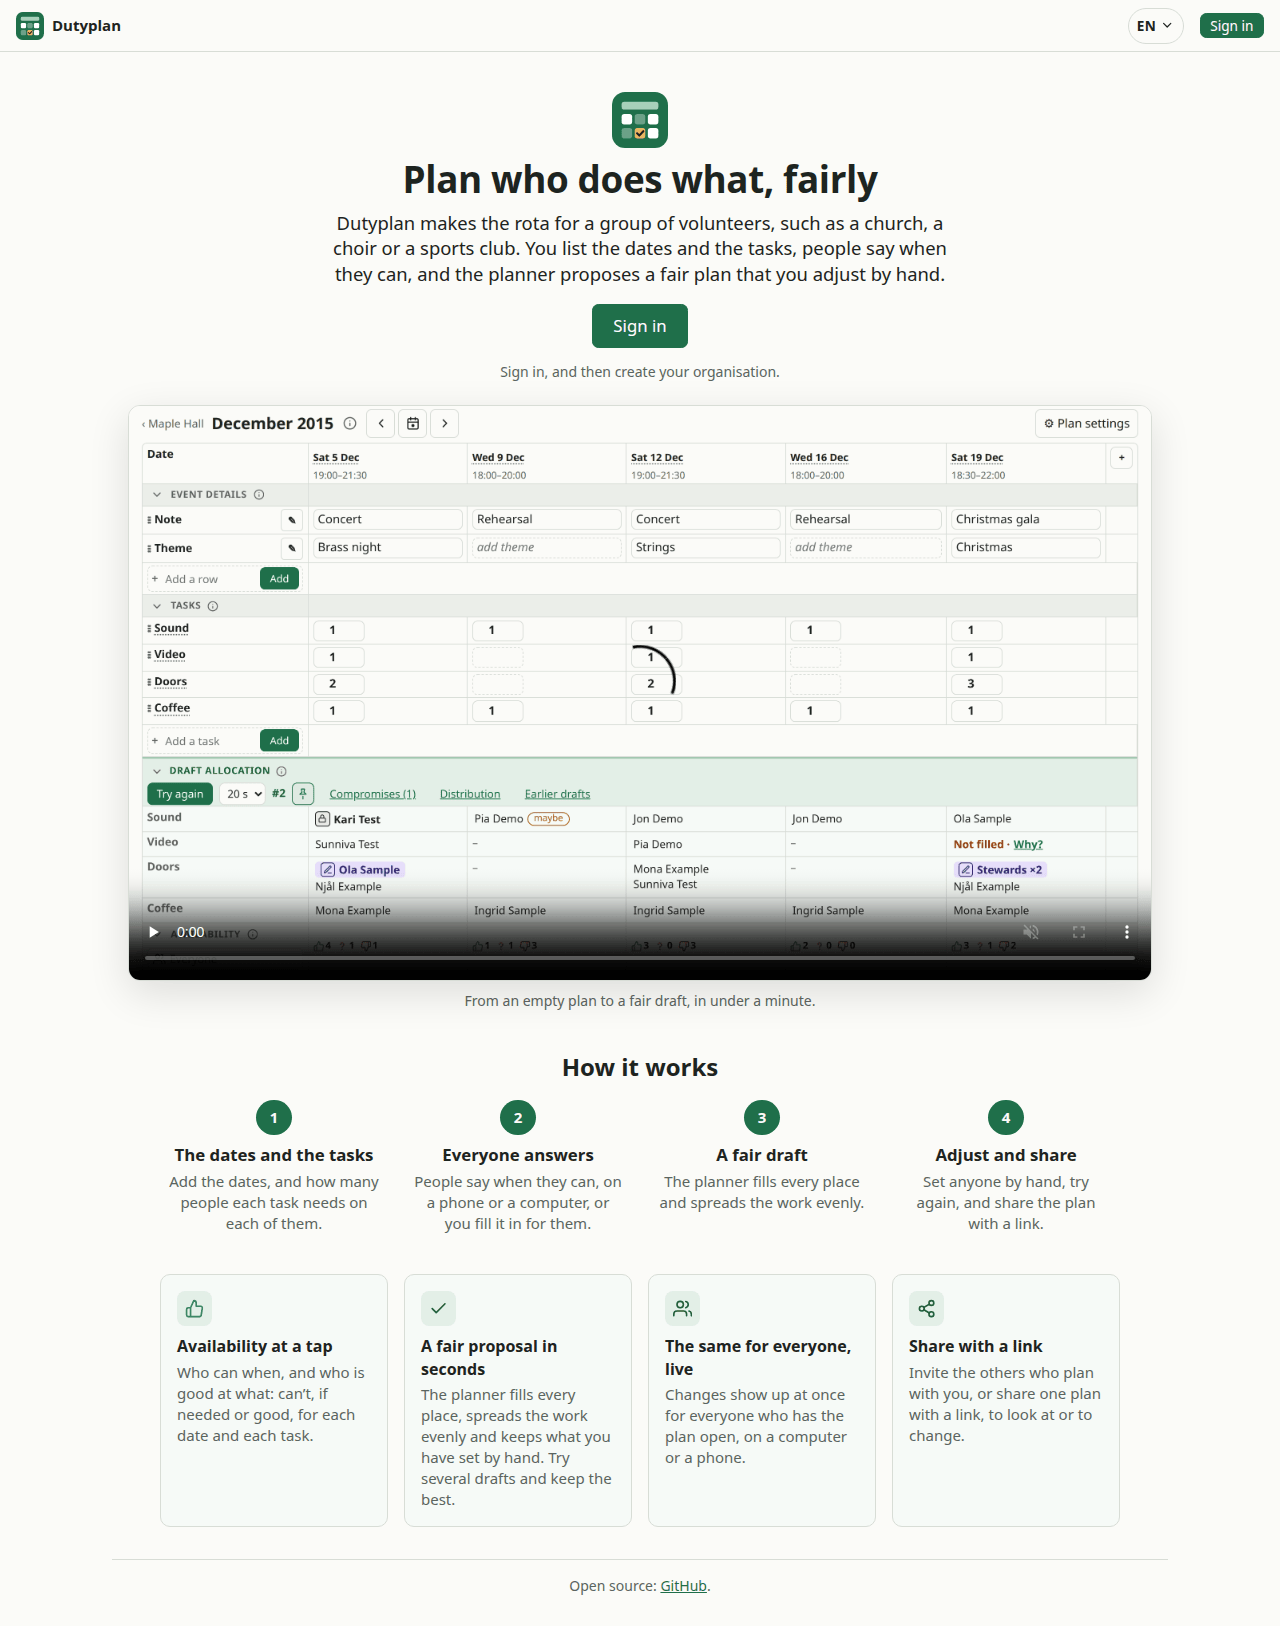 Dutyplan
EN
Sign in
Plan who does what, fairly
Dutyplan makes the rota for a group of volunteers, such as a church, a
choir or a sports club. You list the dates and the tasks, people say when
they can, and the planner proposes a fair plan that you adjust by hand.
Sign in
Sign in, and then create your organisation.
‹ Maple Hall December 2015 Plan settings
Date Sat 5 Dec Wed 9 Dec Sat 12 Dec Wed 16 Dec Sat 19 Dec +
19:00–21:30 18:00–20:00 19:00–21:30 18:00–20:00 18:30–22:00
EVENT DETAILS
Note Concert Rehearsal Concert Rehearsal Christmas gala
Theme Brass night add theme Strings add theme Christmas
+ Add a row Add
TASKS
Sound 1 1 1 1 1
Video 1 1 1
Doors 2 2 3
Coffee 1 1 1 1 1
+ Add a task Add
DRAFT ALLOCATION
Try again 20 s #2 Compromises (1) Distribution Earlier drafts
Sound Kari Test Pia Demo maybe Jon Demo Jon Demo Ola Sample
Video Sunniva Test – Pia Demo – Not filled · Why?
Doors Ola Sample – Mona Example – Stewards ×2
Njål Example Sunniva Test Njål Example
Coffee Mona Example Ingrid Sample Ingrid Sample Ingrid Sample Mona Example
0:00
4 ? 1 1 1 ? 1 3 3 ? 0 3 2 ? 0 0 3 ? 1 2
From an empty plan to a fair draft, in under a minute.
How it works
1
The dates and the tasks
Add the dates, and how many
people each task needs on
each of them.
2
Everyone answers
People say when they can, on
a phone or a computer, or
you fill it in for them.
3
A fair draft
The planner fills every place
and spreads the work evenly.
4
Adjust and share
Set anyone by hand, try
again, and share the plan
with a link.
Availability at a tap
Who can when, and who is
good at what: can’t, if
needed or good, for each
date and each task.
A fair proposal in
seconds
The planner fills every
place, spreads the work
evenly and keeps what you
have set by hand. Try
several drafts and keep the
best.
The same for everyone,
live
Changes show up at once
for everyone who has the
plan open, on a computer
or a phone.
Share with a link
Invite the others who plan
with you, or share one plan
with a link, to look at or to
change.
Open source: GitHub.